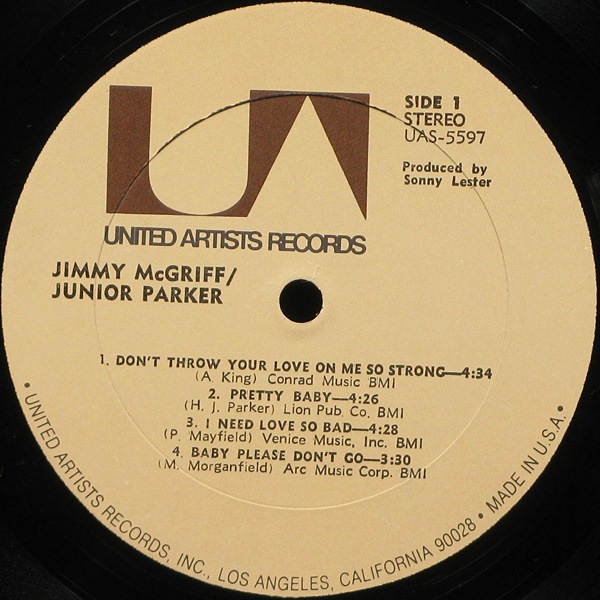 UA
UNITED ARTISTS RECORDS
SIDE 1
STEREO
UAS-5597
Produced by
Sonny Lester
JIMMY McGRIFF/
JUNIOR PARKER
1. DON'T THROW YOUR LOVE ON ME SO STRONG—4:34
(A. King) Conrad Music BMI
2. PRETTY BABY—4:26
(H. J. Parker) Lion Pub. Co. BMI
3. I NEED LOVE SO BAD—4:28
(P. Mayfield) Venice Music, Inc. BMI
4. BABY PLEASE DON'T GO—3:30
(M. Morganfield) Arc Music Corp. BMI
• UNITED ARTISTS RECORDS, INC., LOS ANGELES, CALIFORNIA 90028 • MADE IN U.S.A. •